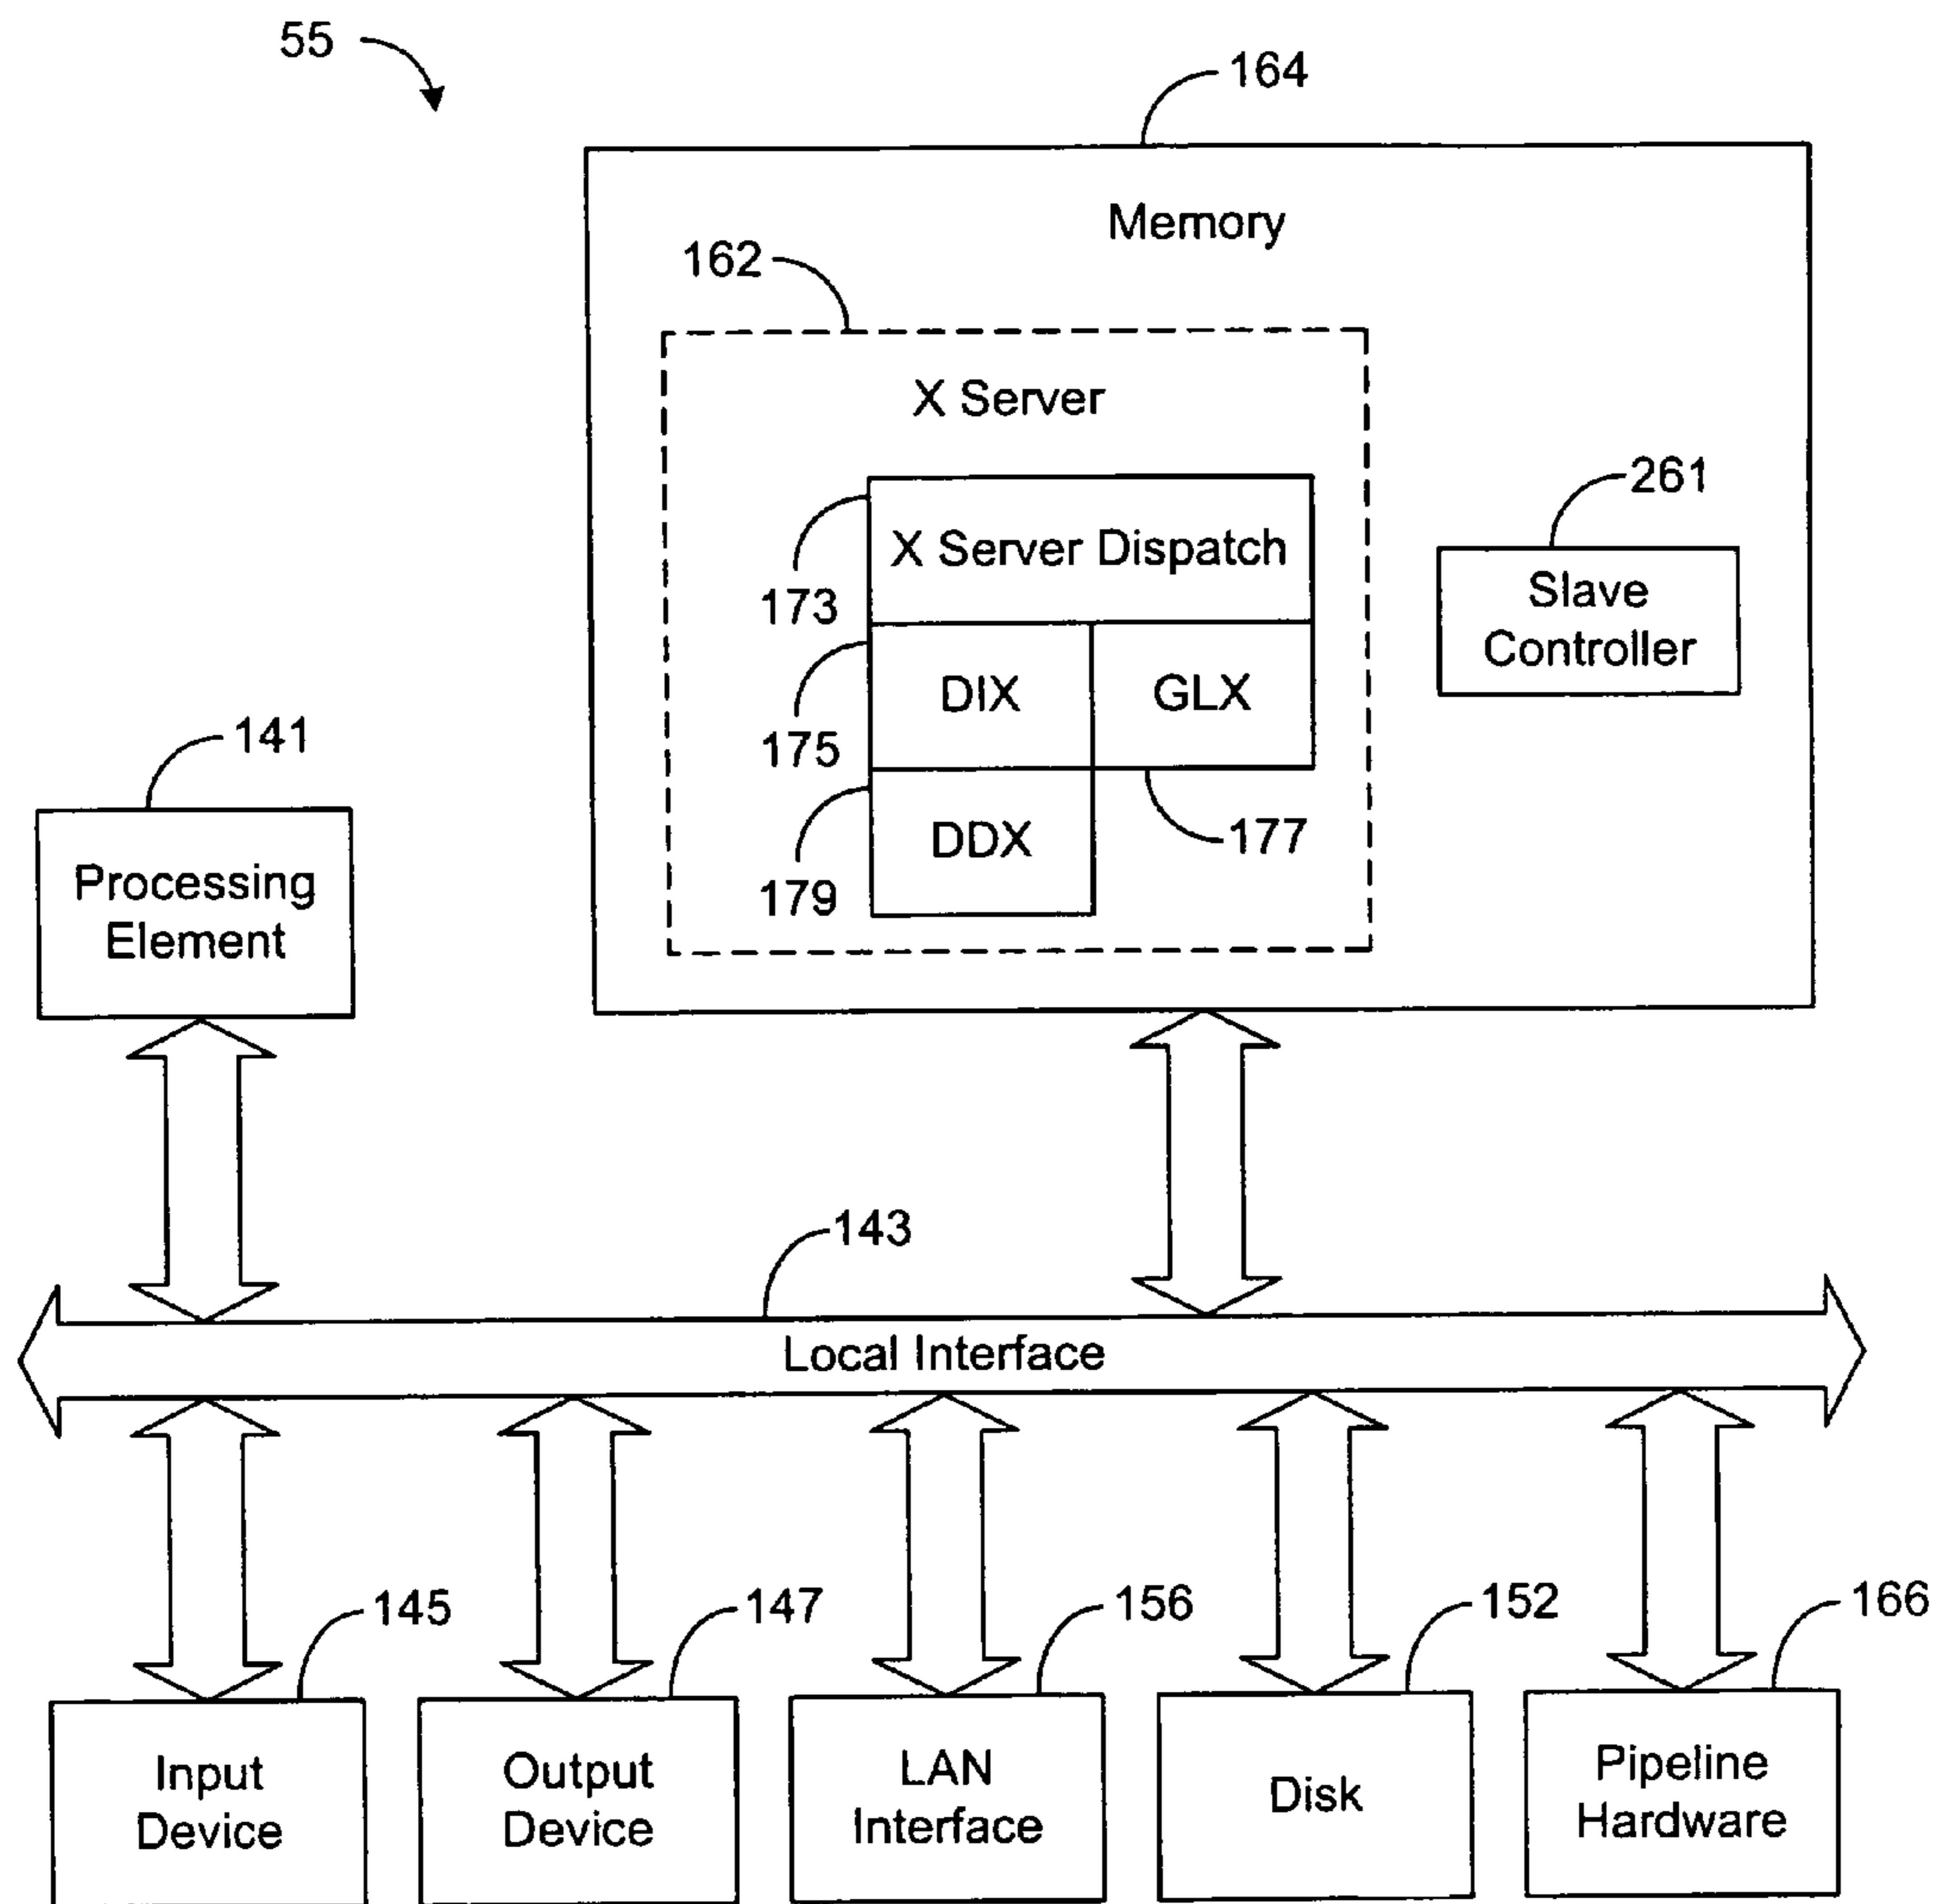 55
164
Memory
162
X Server
261
X Server Dispatch
173
Slave
Controller
DIX
GLX
175
141
177
DDX
179
Processing
Element
143
Local Interface
145
147
156
152
166
Input
Device
Output
Device
LAN
Interface
Disk
Pipeline
Hardware